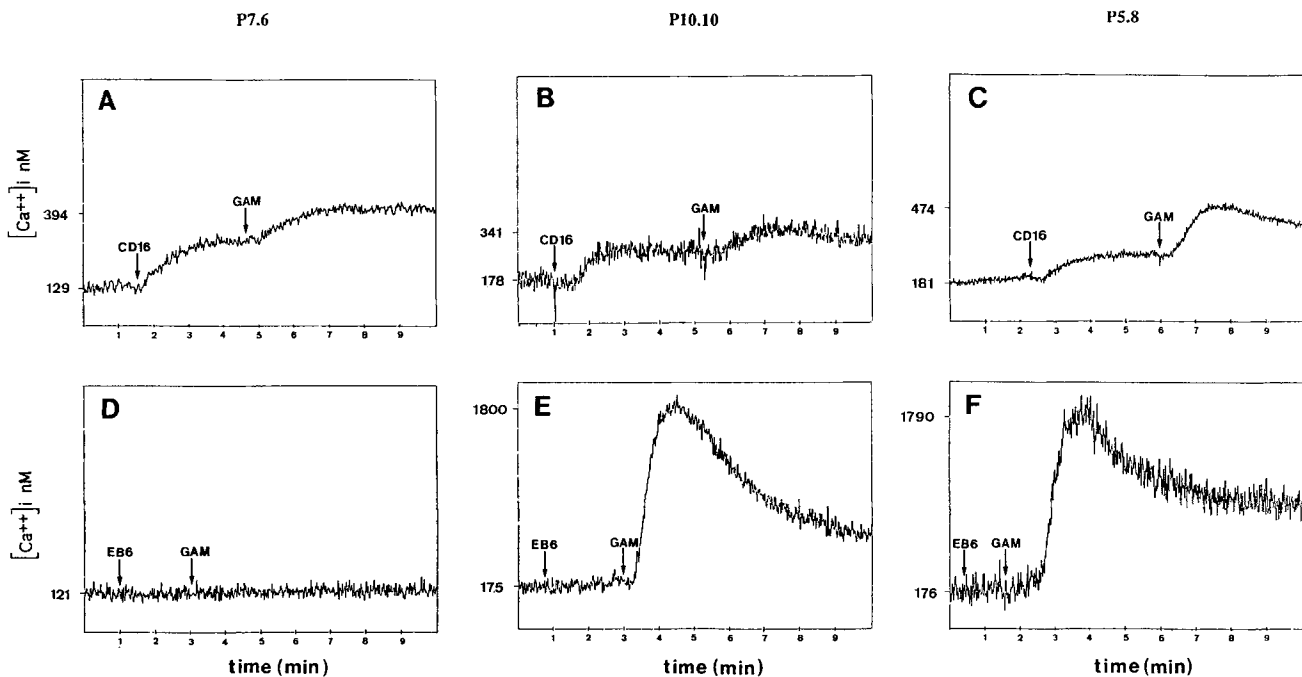 P7.6
P10.10
P5.8
[Ca++]i nM
A
394
129
CD16
GAM
1 2 3 4 5 6 7 8 9
B
341
178
CD16
GAM
1 2 3 4 5 6 7 8 9
C
474
181
CD16
GAM
1 2 3 4 5 6 7 8 9
[Ca++]i nM
D
121
EB6
GAM
1 2 3 4 5 6 7 8 9
time (min)
E
1800
175
EB6
GAM
1 2 3 4 5 6 7 8 9
time (min)
F
1790
176
EB6
GAM
1 2 3 4 5 6 7 8 9
time (min)